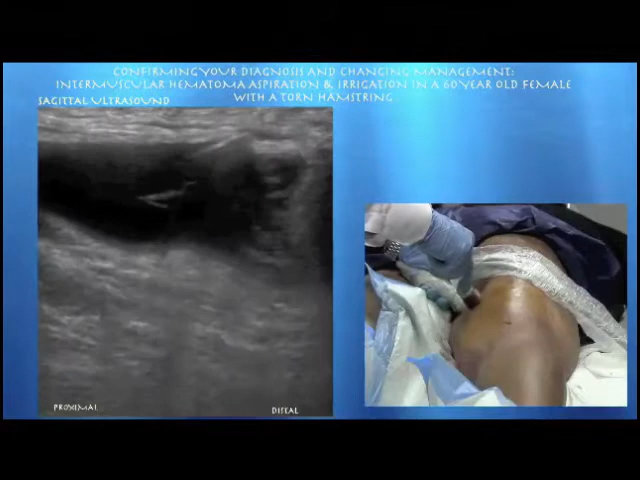 CONFIRMING YOUR DIAGNOSIS AND CHANGING MANAGEMENT:
INTERMUSCULAR HEMATOMA ASPIRATION & IRRIGATION IN A 60 YEAR OLD FEMALE
WITH A TORN HAMSTRING
SAGITTAL ULTRASOUND
PROXIMAL
DISTAL